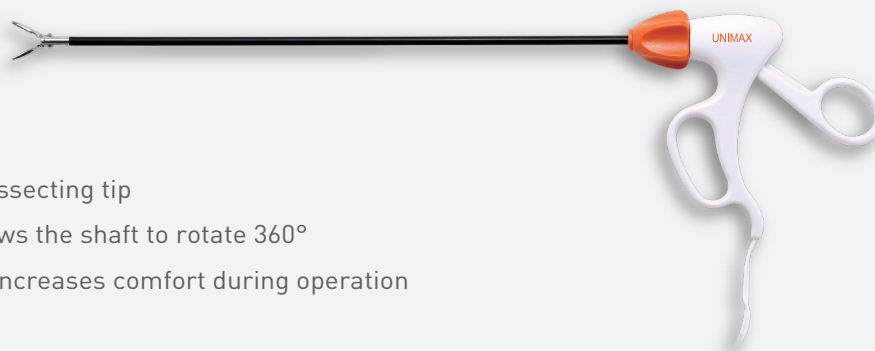 UNIMAX
ssecting tip
ws the shaft to rotate 360°
ncreases comfort during operation